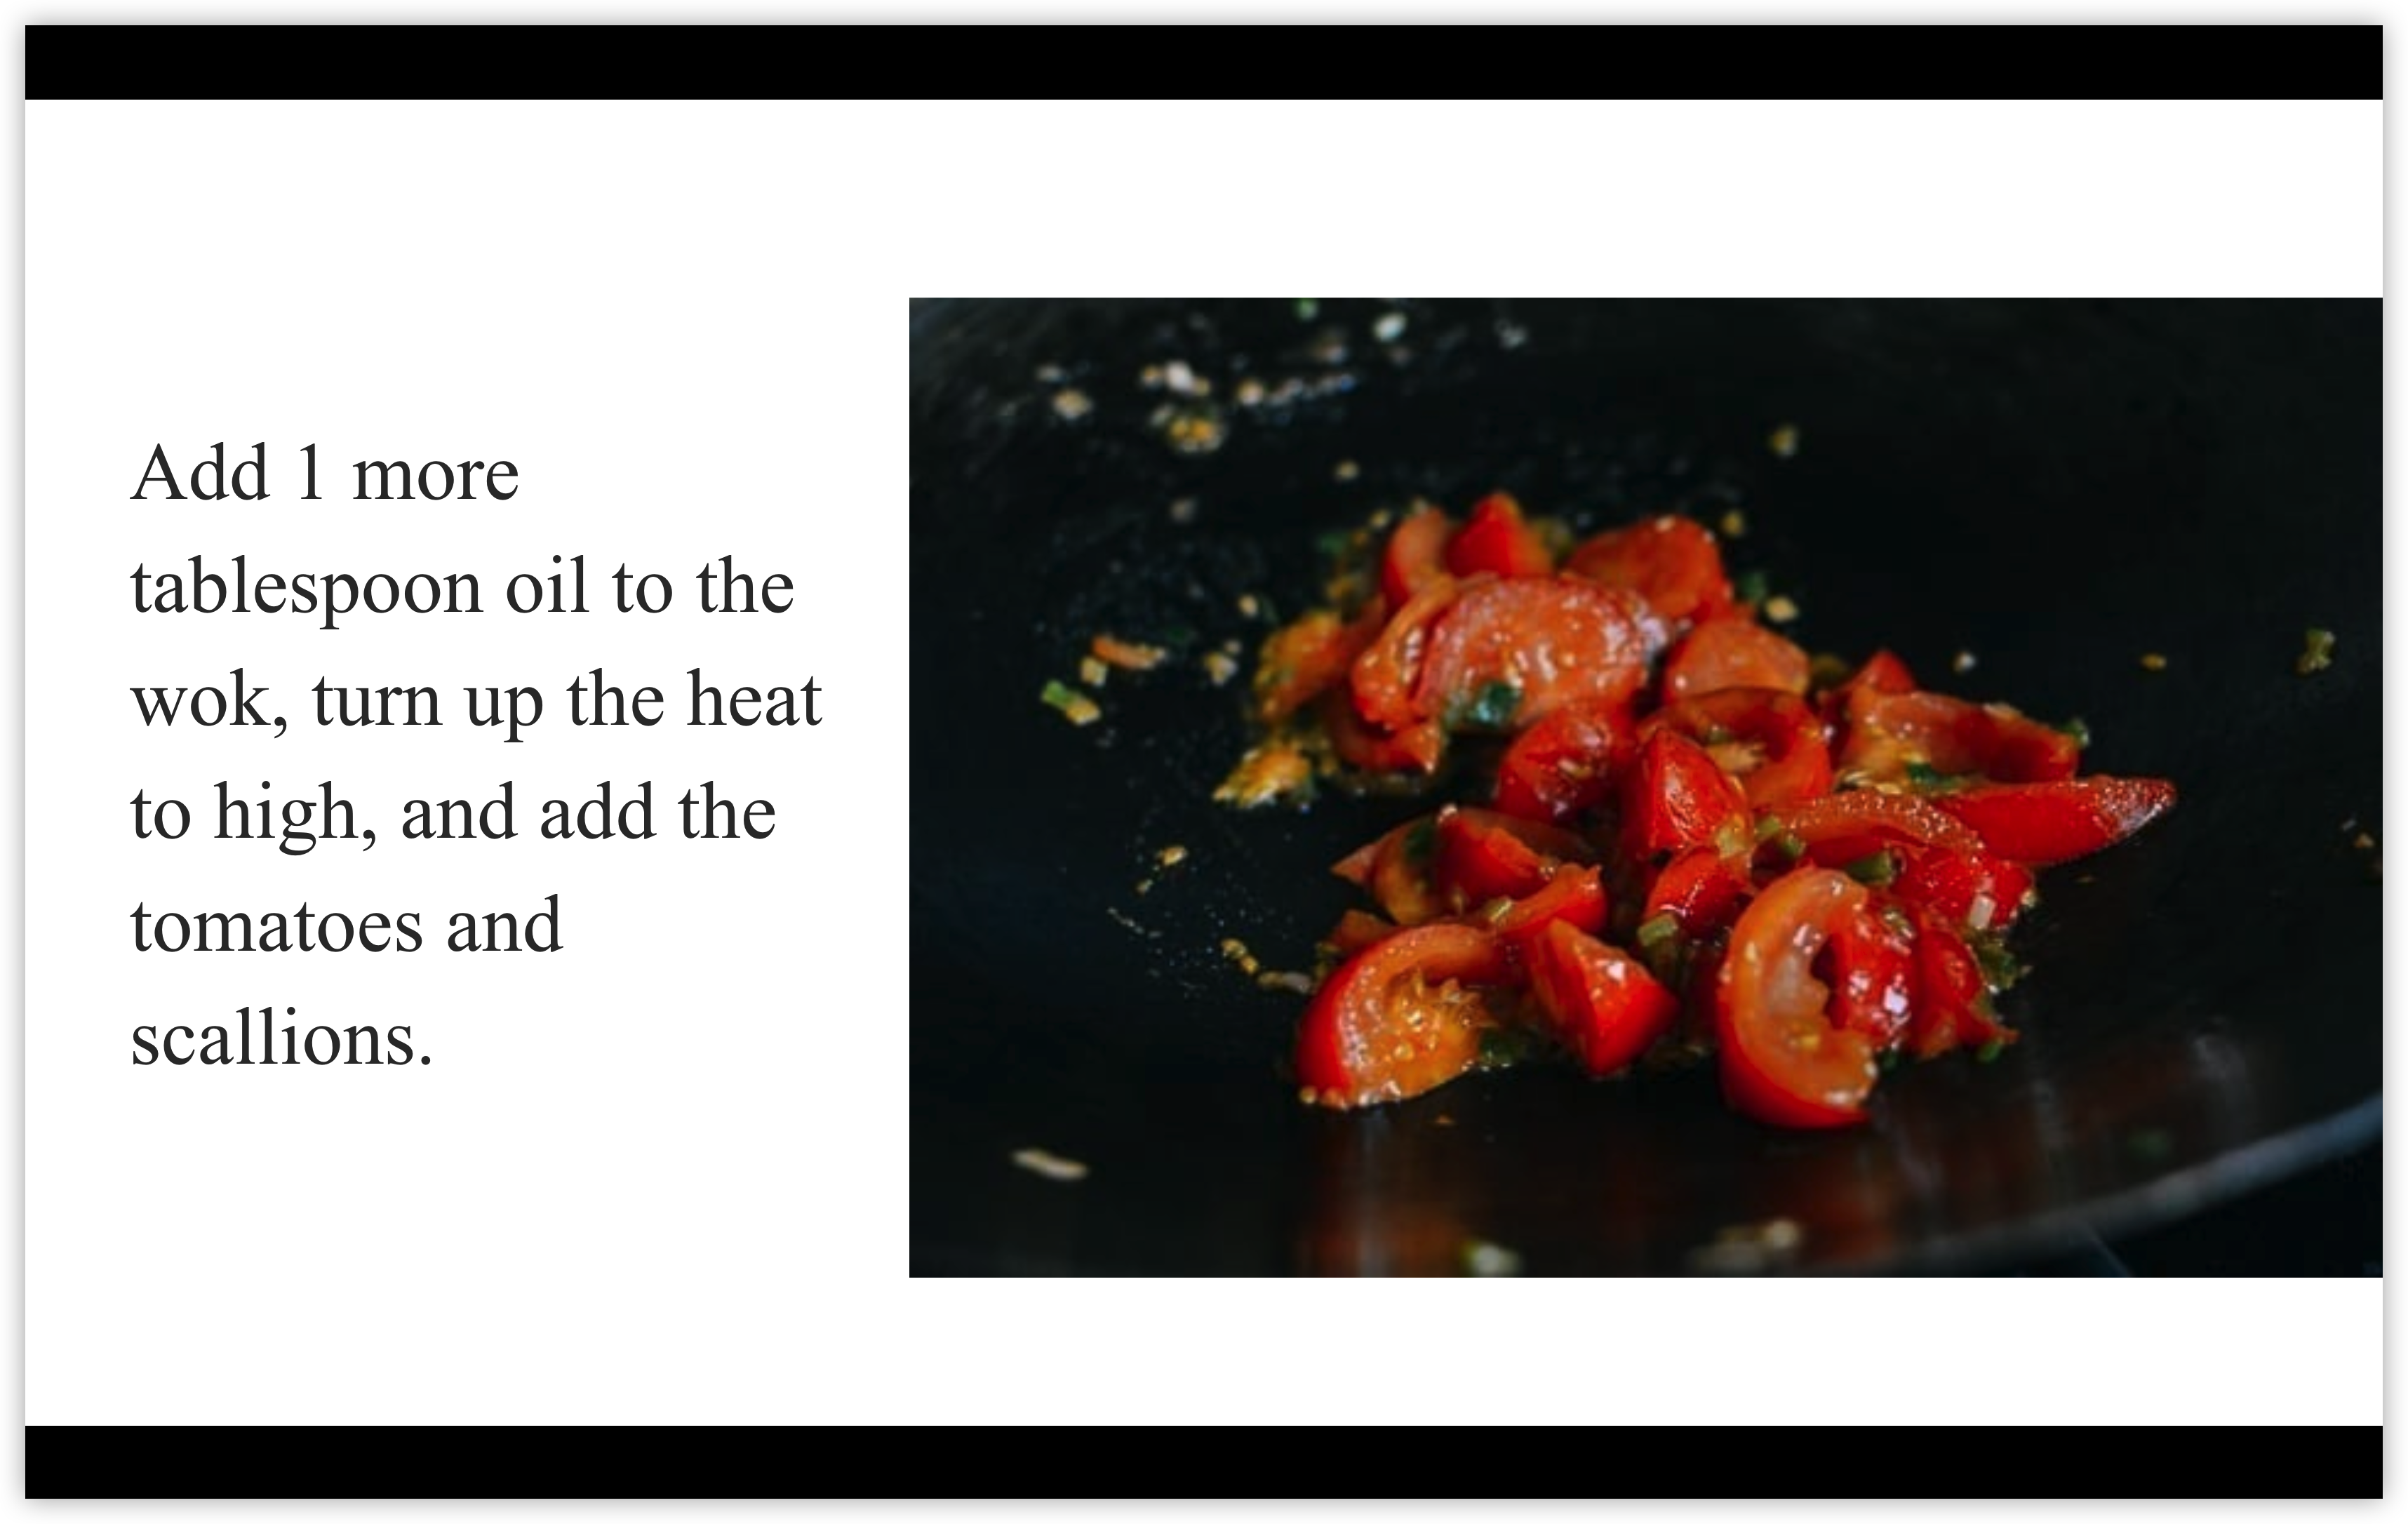 Add 1 more
tablespoon oil to the
wok, turn up the heat
to high, and add the
tomatoes and
scallions.